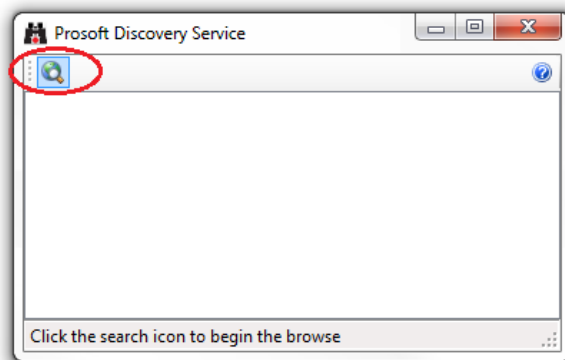 Prosoft Discovery Service
Click the search icon to begin the browse